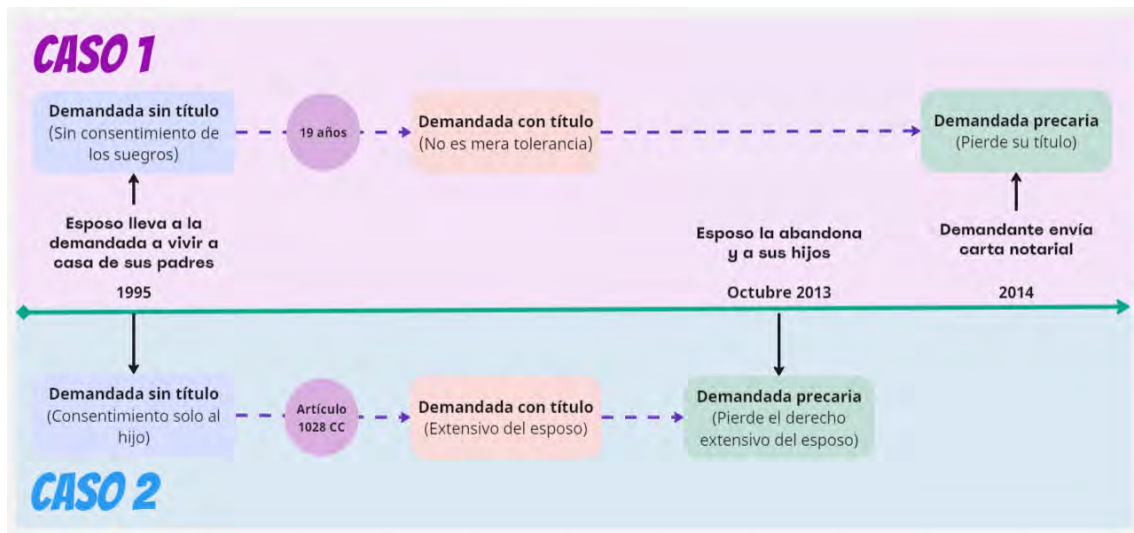 CASO 1
Demandada sin título
(Sin consentimiento de
los suegros)
19 años
Demandada con título
(No es mera tolerancia)
Demandada precaria
(Pierde su título)
Esposo lleva a la
demandada a vivir a
casa de sus padres
1995
Esposo la abandona
y a sus hijos
Octubre 2013
Demandante envía
carta notarial
2014
Demandada sin título
(Consentimiento solo al
hijo)
Artículo
1028 CC
Demandada con título
(Extensivo del esposo)
Demandada precaria
(Pierde el derecho
extensivo del esposo)
CASO 2